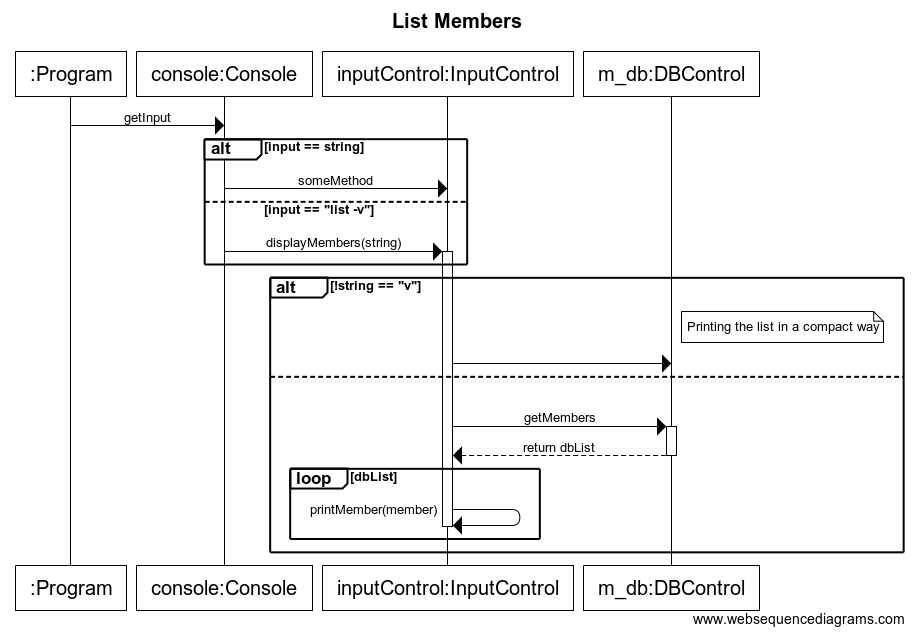 List Members
:Program
console:Console
inputControl:InputControl
m_db:DBControl
getInput
alt
[input == string]
someMethod
[input == "list -v"]
displayMembers(string)
alt
[!string == "v"]
Printing the list in a compact way
getMembers
return dbList
loop
[dbList]
printMember(member)
:Program
console:Console
inputControl:InputControl
m_db:DBControl
www.websequencediagrams.com